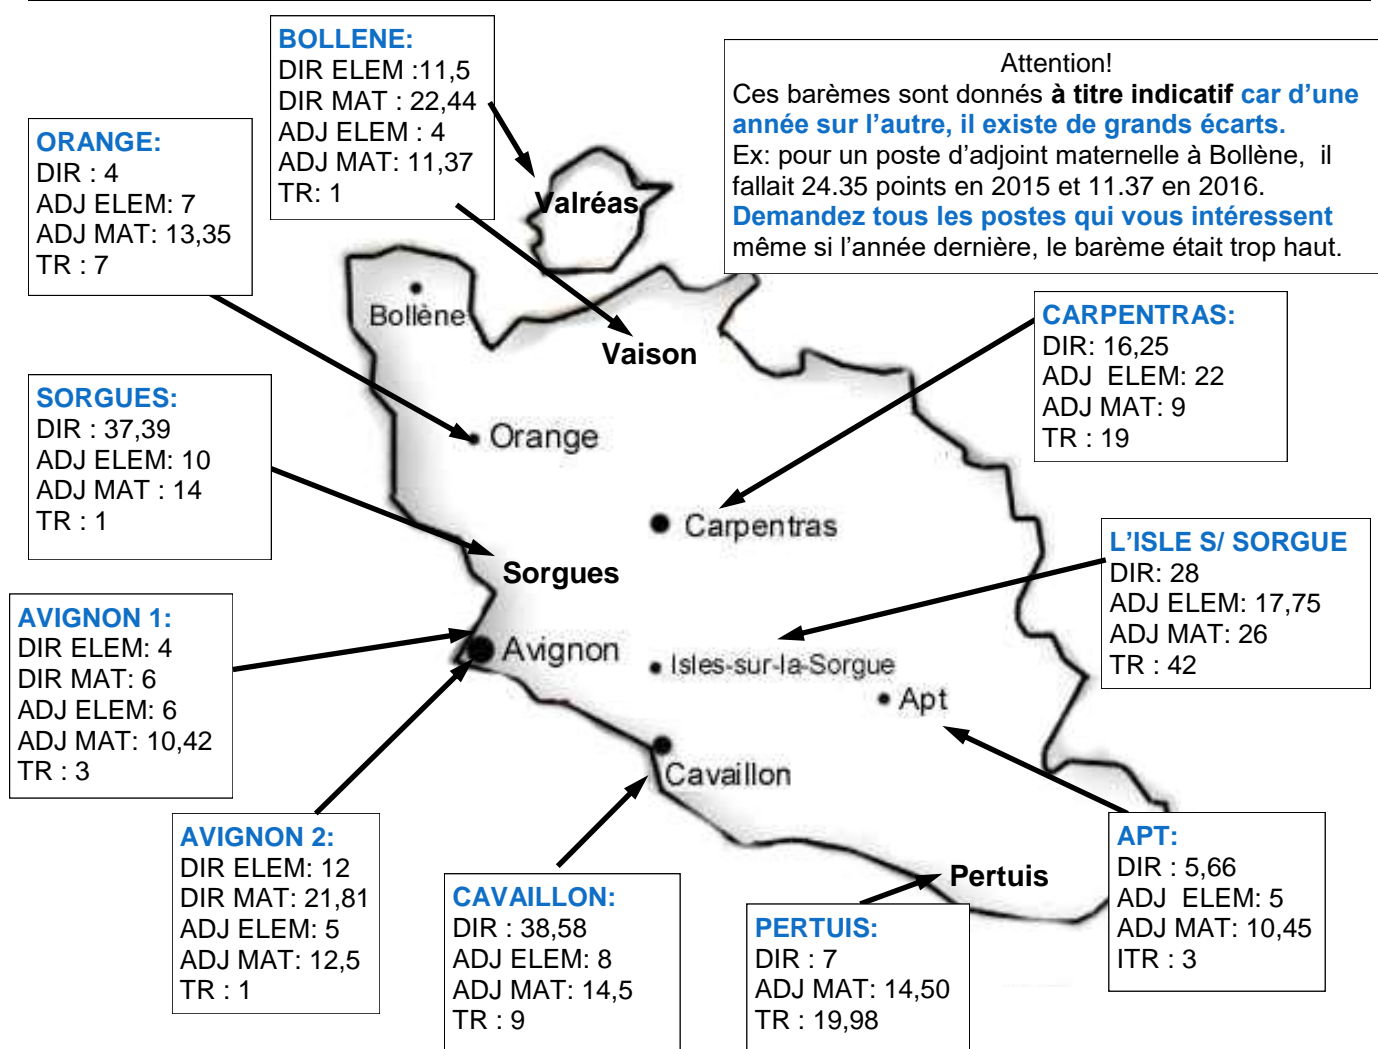 BOLLENE:
DIR ELEM :11,5
DIR MAT : 22,44
ADJ ELEM : 4
ADJ MAT: 11,37
TR: 1
Attention!
Ces barèmes sont donnés à titre indicatif car d'une
année sur l'autre, il existe de grands écarts.
Ex: pour un poste d'adjoint maternelle à Bollène, il
fallait 24.35 points en 2015 et 11.37 en 2016.
Demandez tous les postes qui vous intéressent
même si l'année dernière, le barème était trop haut.
ORANGE:
DIR : 4
ADJ ELEM: 7
ADJ MAT: 13,35
TR : 7
Valréas
Bollène
Vaison
CARPENTRAS:
DIR: 16,25
ADJ ELEM: 22
ADJ MAT: 9
TR : 19
SORGUES:
DIR : 37,39
ADJ ELEM: 10
ADJ MAT : 14
TR : 1
Orange
Carpentras
Sorgues
L'ISLE S/ SORGUE
DIR: 28
ADJ ELEM: 17,75
ADJ MAT: 26
TR : 42
AVIGNON 1:
DIR ELEM: 4
DIR MAT: 6
ADJ ELEM: 6
ADJ MAT: 10,42
TR : 3
Avignon
Isles-sur-la-Sorgue
Apt
Cavaillon
AVIGNON 2:
DIR ELEM: 12
DIR MAT: 21,81
ADJ ELEM: 5
ADJ MAT: 12,5
TR : 1
CAVAILLON:
DIR : 38,58
ADJ ELEM: 8
ADJ MAT: 14,5
TR : 9
Pertuis
PERTUIS:
DIR : 7
ADJ MAT: 14,50
TR : 19,98
APT:
DIR : 5,66
ADJ ELEM: 5
ADJ MAT: 10,45
ITR : 3